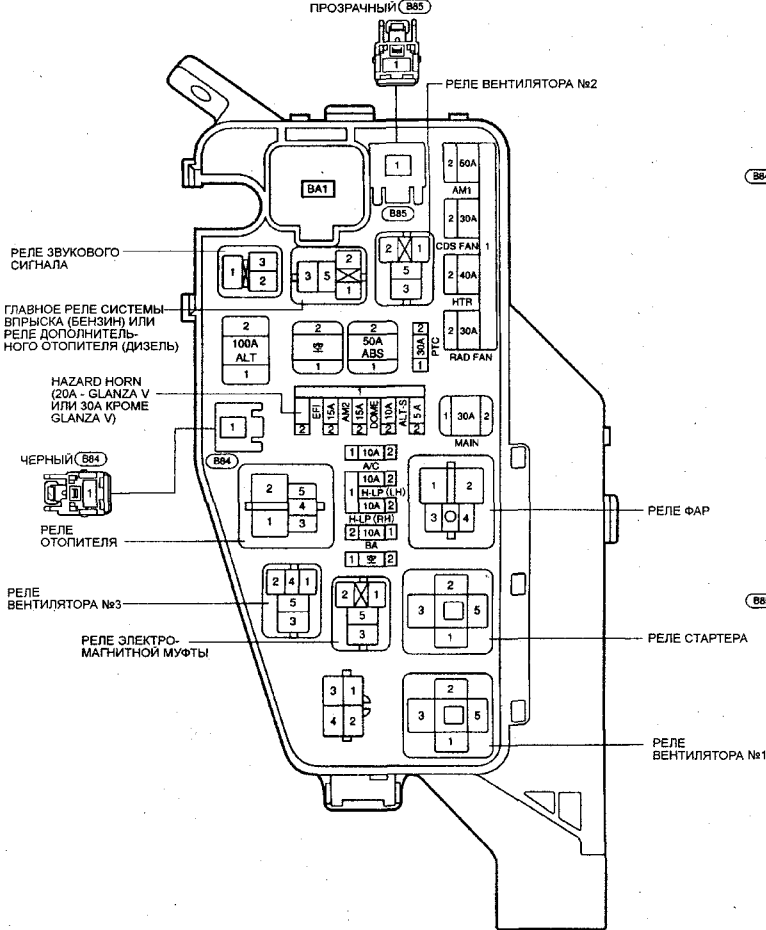 ПРОЗРАЧНЫЙ B85
1
РЕЛЕ ВЕНТИЛЯТОРА №2
BA1
1
B85
2 50A
AM1
2 30A
CDS FAN
1
2 40A
HTR
2 30A
RAD FAN
B84
РЕЛЕ ЗВУКОВОГО
СИГНАЛА
1 3 2
3 5 2 1
2 1 5 3
ГЛАВНОЕ РЕЛЕ СИСТЕМЫ
ВПРЫСКА (БЕНЗИН) ИЛИ
РЕЛЕ ДОПОЛНИТЕЛЬ-
НОГО ОТОПИТЕЛЯ (ДИЗЕЛЬ)
2
100A
ALT
1
2
1
2
50A
ABS
1
2
30A
1
PTC
HAZARD HORN
(20A - GLANZA V
ИЛИ 30А КРОМЕ
GLANZA V)
1
2 EFI 15A 2 AM2 15A 2 DOME 10A 2 ALT-S 5A 2
1 30A 2
MAIN
1
B84
ЧЕРНЫЙ B84
1
1 10A 2
A/C
10A 2
1 H-LP (LH)
10A 2
H-LP (RH)
2 10A 1
BA
1 空 2
2 5 4 1 3
РЕЛЕ
ОТОПИТЕЛЯ
1 2
3 4
РЕЛЕ ФАР
РЕЛЕ
ВЕНТИЛЯТОРА №3
2 4 1
5
3
2 1
5
3
РЕЛЕ ЭЛЕКТРО-
МАГНИТНОЙ МУФТЫ
2
3 5
1
РЕЛЕ СТАРТЕРА
3 1
4 2
2
3 5
1
РЕЛЕ
ВЕНТИЛЯТОРА №1